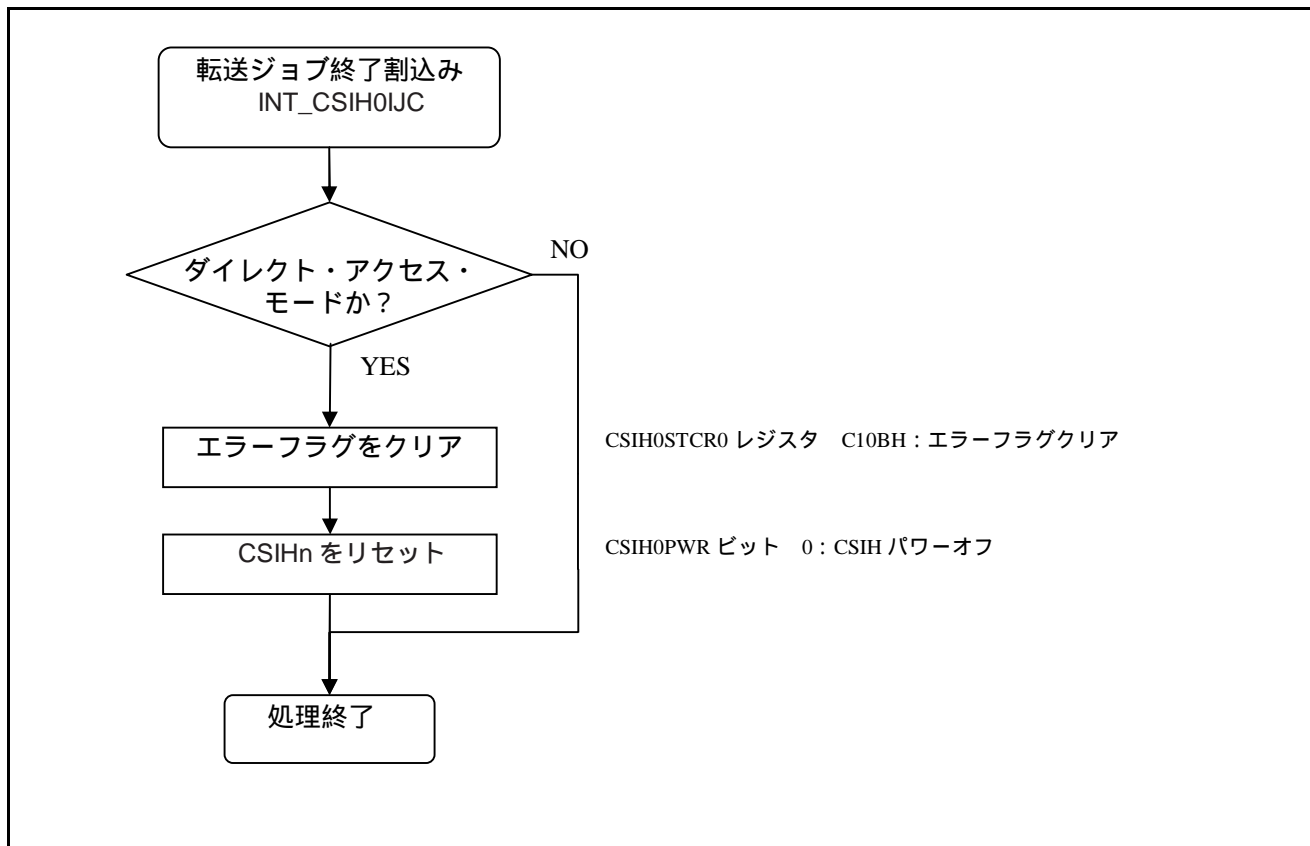 転送ジョブ終了割込み
INT_CSIH0IJC
NO
ダイレクト・アクセス・
モードか？
YES
エラーフラグをクリア
CSIH0STCR0 レジスタ　C10BH：エラーフラグクリア
CSIHn をリセット
CSIH0PWR ビット　0：CSIH パワーオフ
処理終了